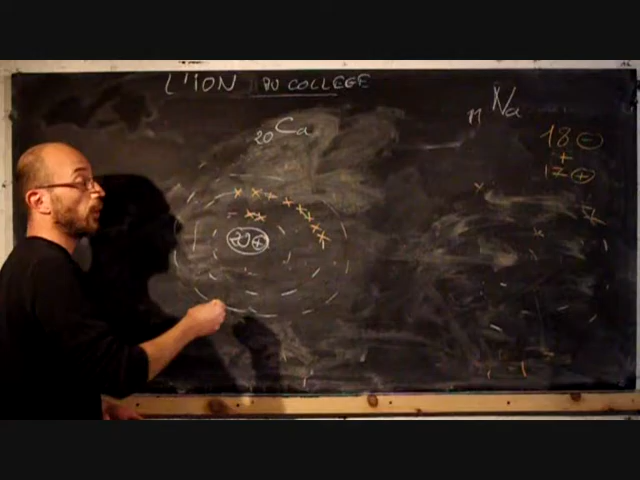 L'ION AU COLLEGE
20Ca
11Na
18⊖
+
17⊕
20⊕